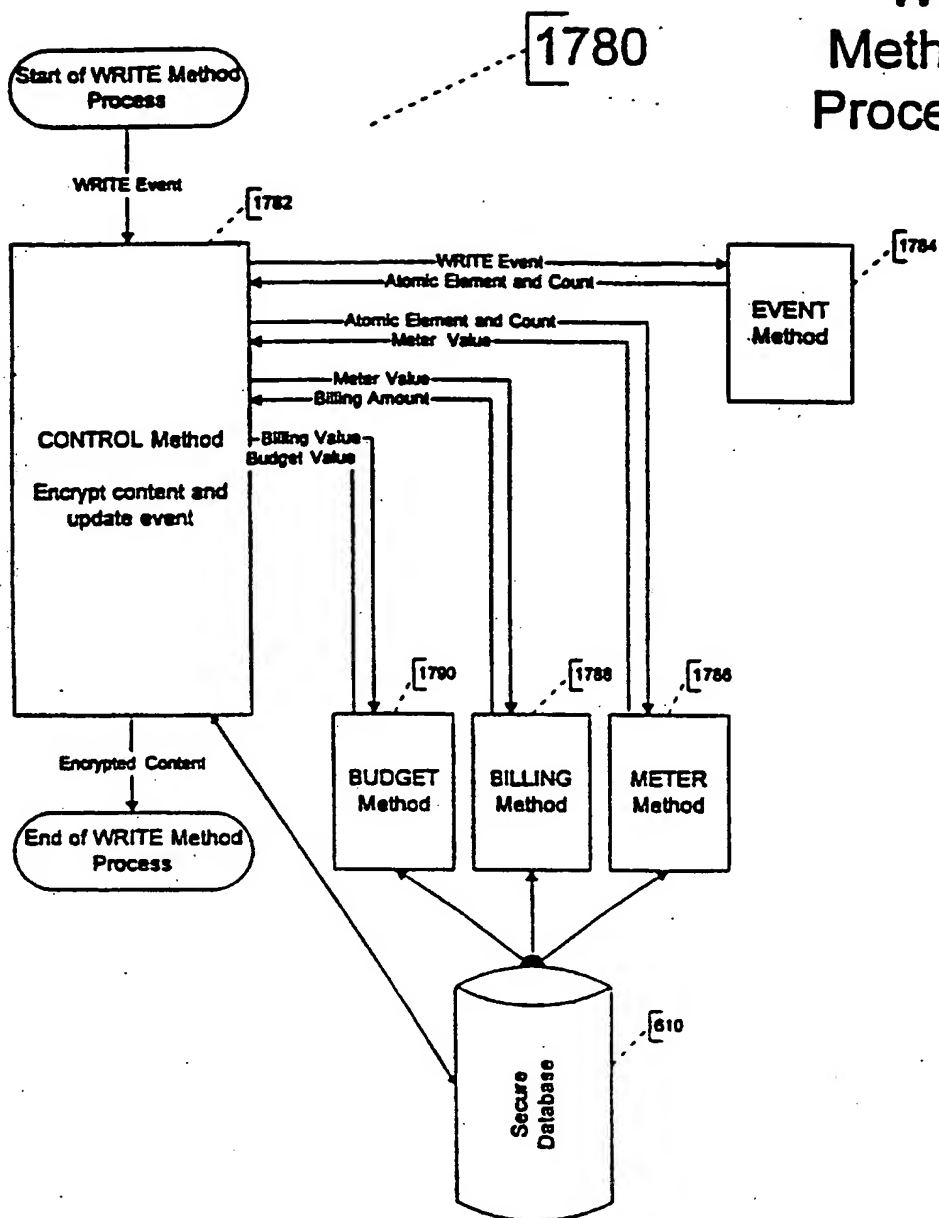 1780
Meth
Proce
Start of WRITE Method
Process
WRITE Event
1782
WRITE Event
Atomic Element and Count
1784
EVENT
Method
Atomic Element and Count
Meter Value
Meter Value
Billing Amount
CONTROL Method
Encrypt content and
update event
Billing Value
Budget Value
1790
1788
1786
Encrypted Content
BUDGET
Method
BILLING
Method
METER
Method
End of WRITE Method
Process
610
Secure
Database